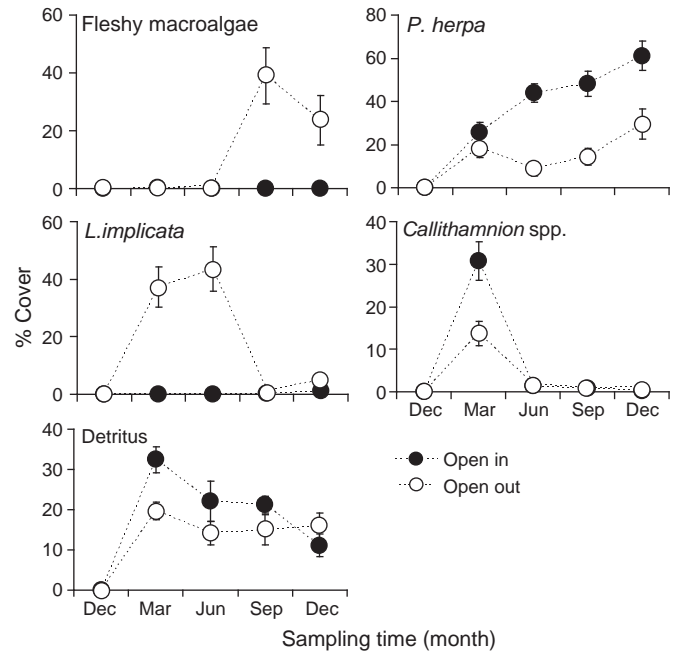 Fleshy macroalgae
60
40
20
0
P. herpa
80
60
40
20
0
L.implicata
60
40
20
0
% Cover
Callithamnion spp.
40
30
20
10
0
Dec Mar Jun Sep Dec
Detritus
40
30
20
10
0
Dec Mar Jun Sep Dec
Open in
Open out
Sampling time (month)